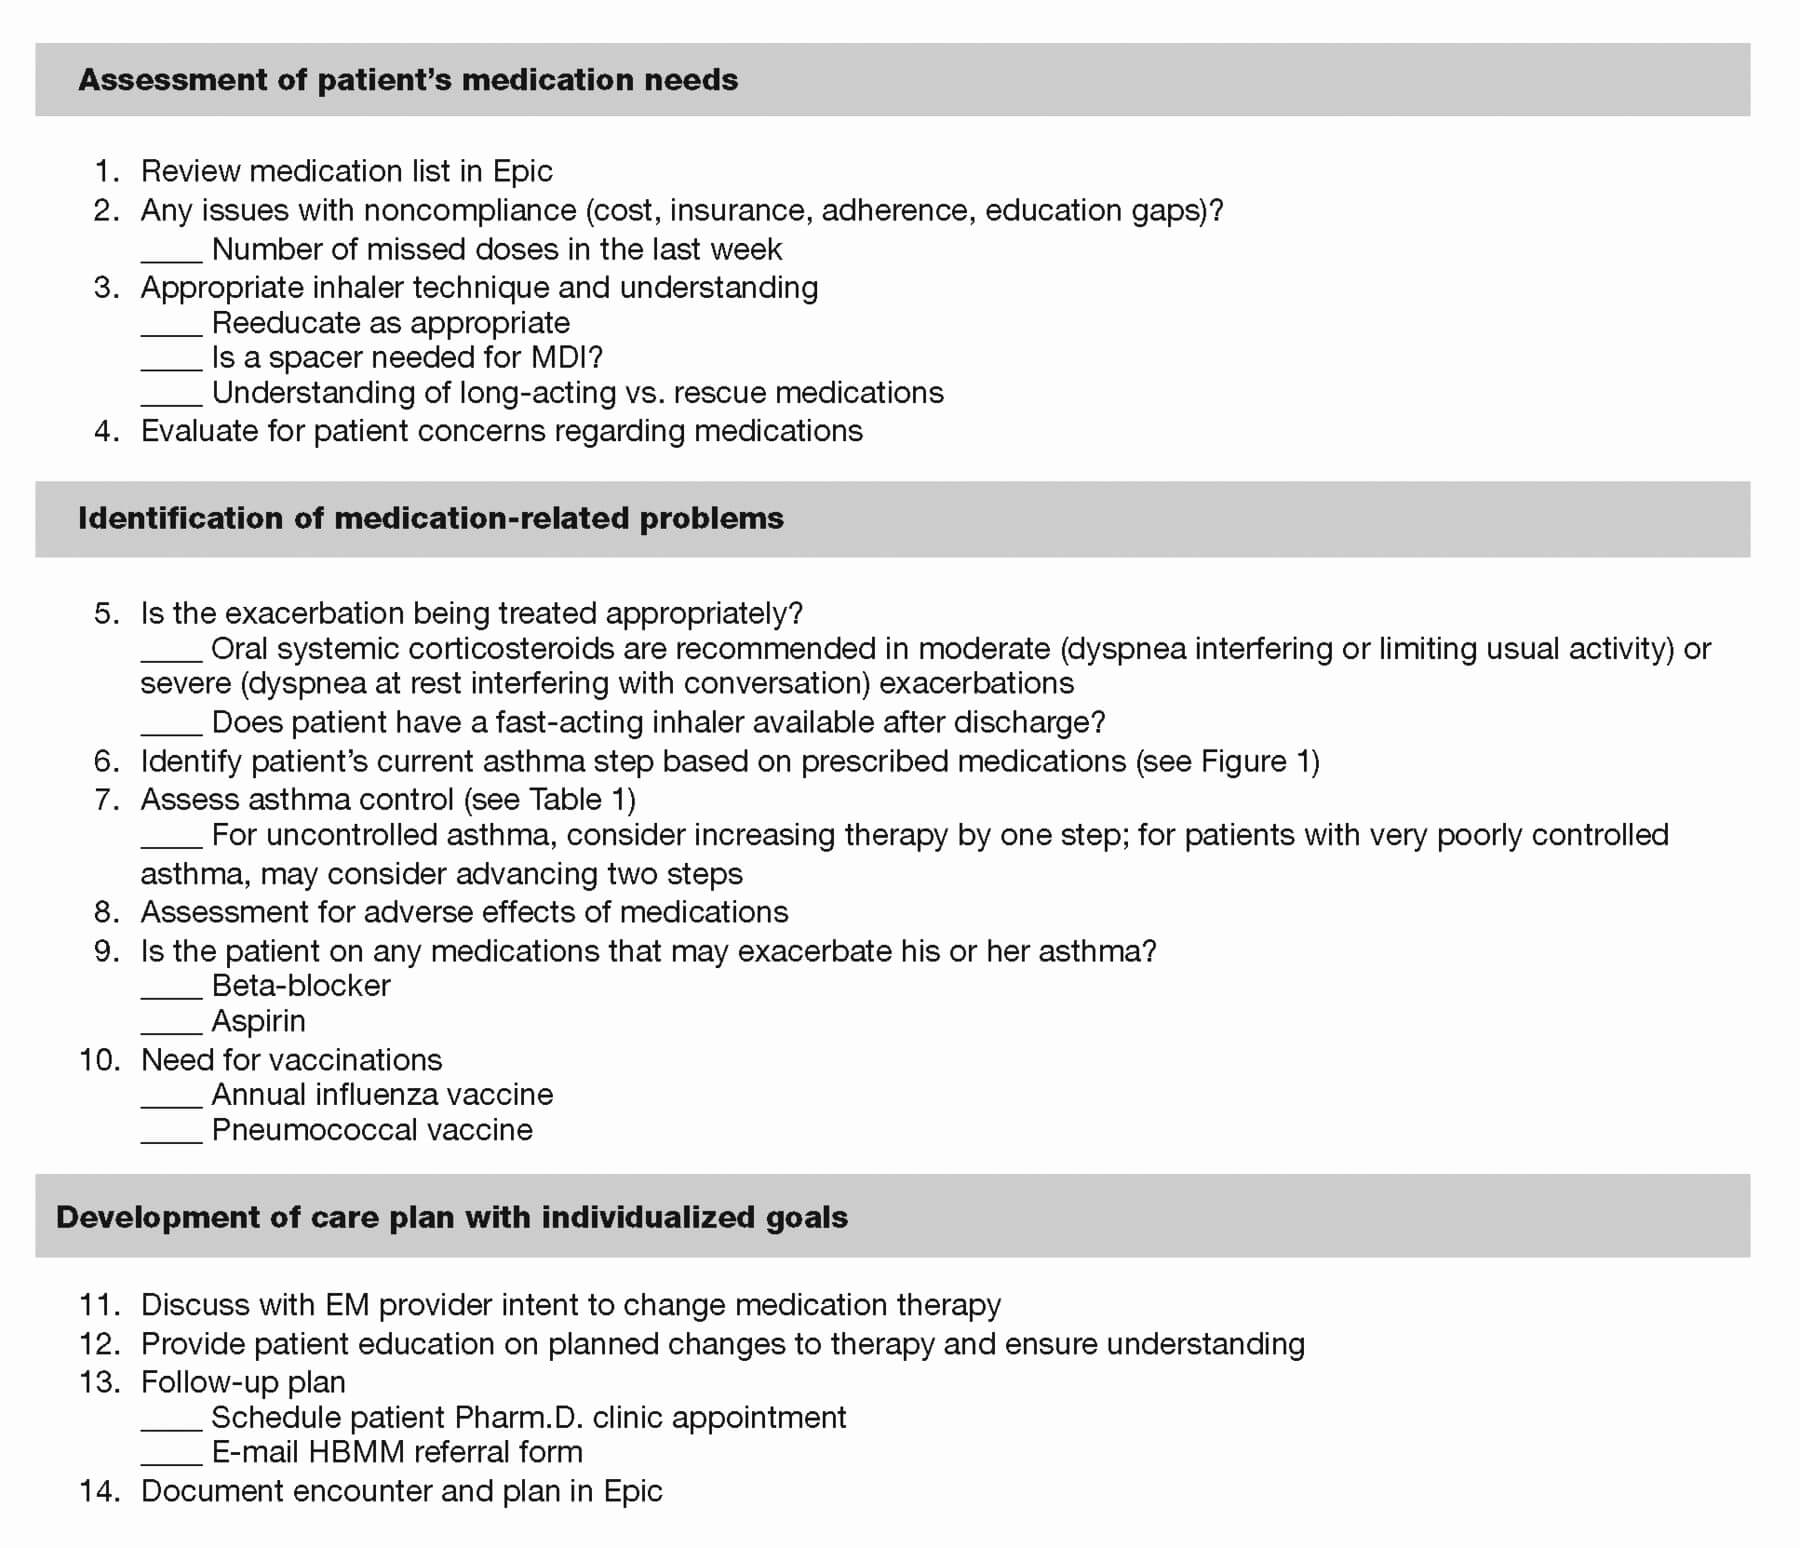 Assessment of patient’s medication needs
1. Review medication list in Epic
2. Any issues with noncompliance (cost, insurance, adherence, education gaps)?
____ Number of missed doses in the last week
3. Appropriate inhaler technique and understanding
____ Reeducate as appropriate
____ Is a spacer needed for MDI?
____ Understanding of long-acting vs. rescue medications
4. Evaluate for patient concerns regarding medications
Identification of medication-related problems
5. Is the exacerbation being treated appropriately?
____ Oral systemic corticosteroids are recommended in moderate (dyspnea interfering or limiting usual activity) or
severe (dyspnea at rest interfering with conversation) exacerbations
____ Does patient have a fast-acting inhaler available after discharge?
6. Identify patient’s current asthma step based on prescribed medications (see Figure 1)
7. Assess asthma control (see Table 1)
____ For uncontrolled asthma, consider increasing therapy by one step; for patients with very poorly controlled
asthma, may consider advancing two steps
8. Assessment for adverse effects of medications
9. Is the patient on any medications that may exacerbate his or her asthma?
____ Beta-blocker
____ Aspirin
10. Need for vaccinations
____ Annual influenza vaccine
____ Pneumococcal vaccine
Development of care plan with individualized goals
11. Discuss with EM provider intent to change medication therapy
12. Provide patient education on planned changes to therapy and ensure understanding
13. Follow-up plan
____ Schedule patient Pharm.D. clinic appointment
____ E-mail HBMM referral form
14. Document encounter and plan in Epic